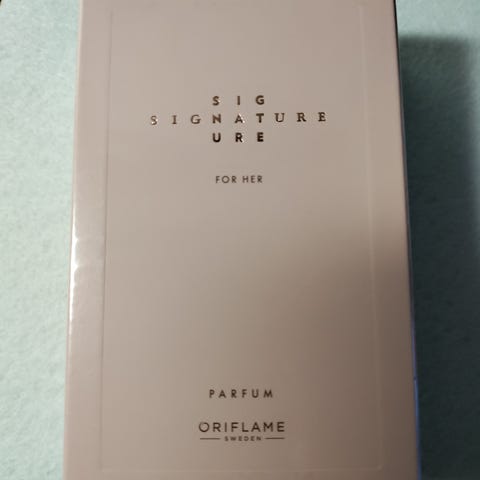 SIG
SIGNATURE
URE
FOR HER
PARFUM
ORIFLAME
SWEDEN